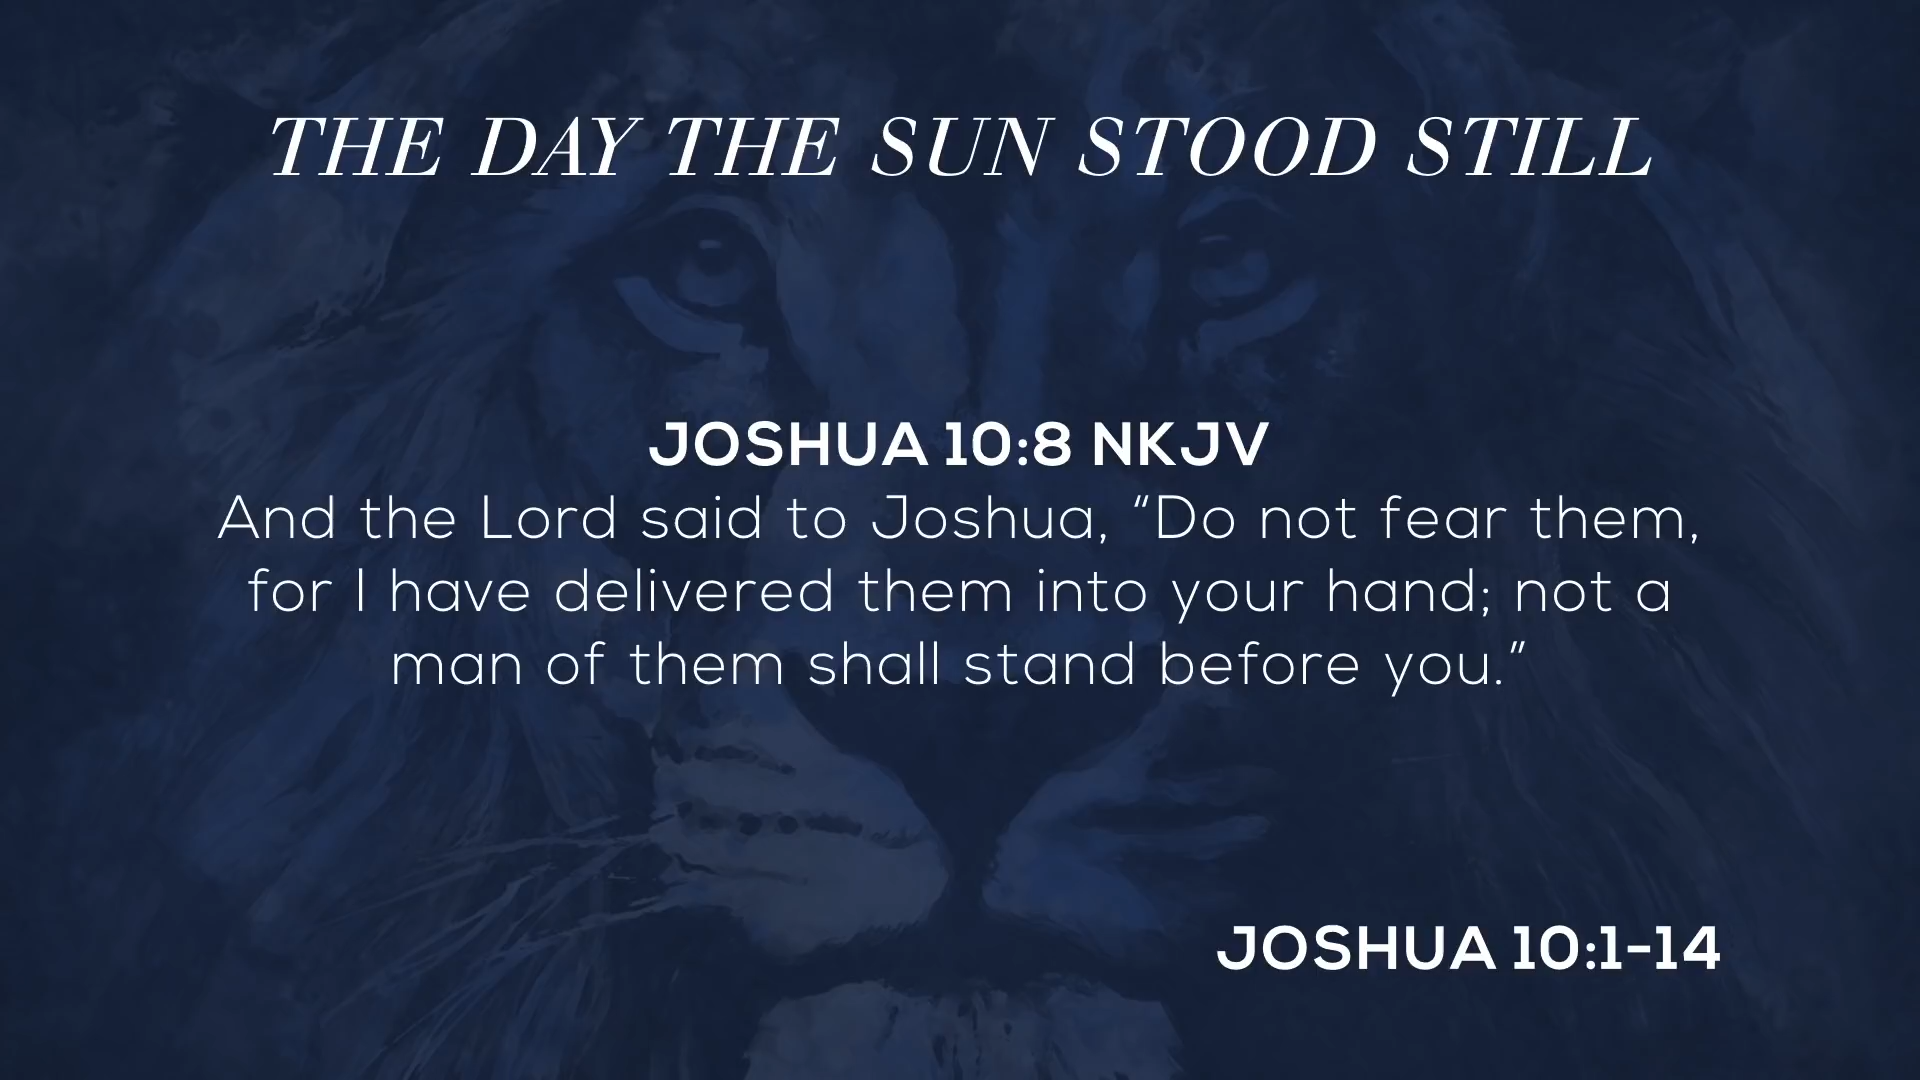 THE DAY THE SUN STOOD STILL
JOSHUA 10:8 NKJV
And the Lord said to Joshua, “Do not fear them,
for I have delivered them into your hand; not a
man of them shall stand before you.”
JOSHUA 10:1-14